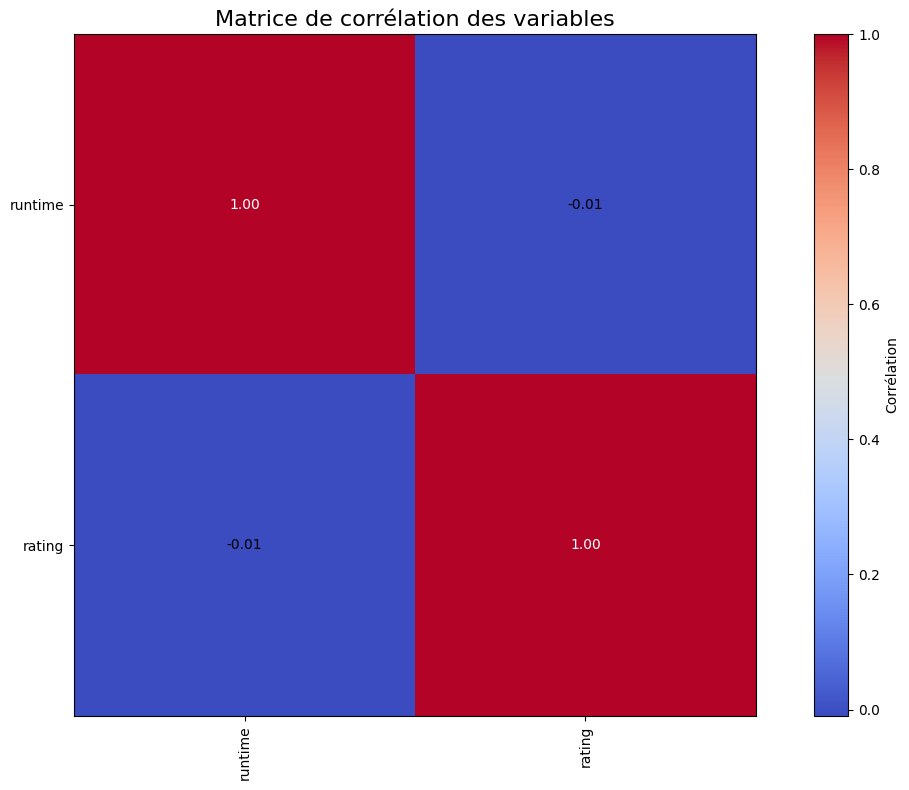 Matrice de corrélation des variables
runtime
1.00
-0.01
rating
-0.01
1.00
runtime
rating
1.0
0.8
0.6
0.4
0.2
0.0
Corrélation